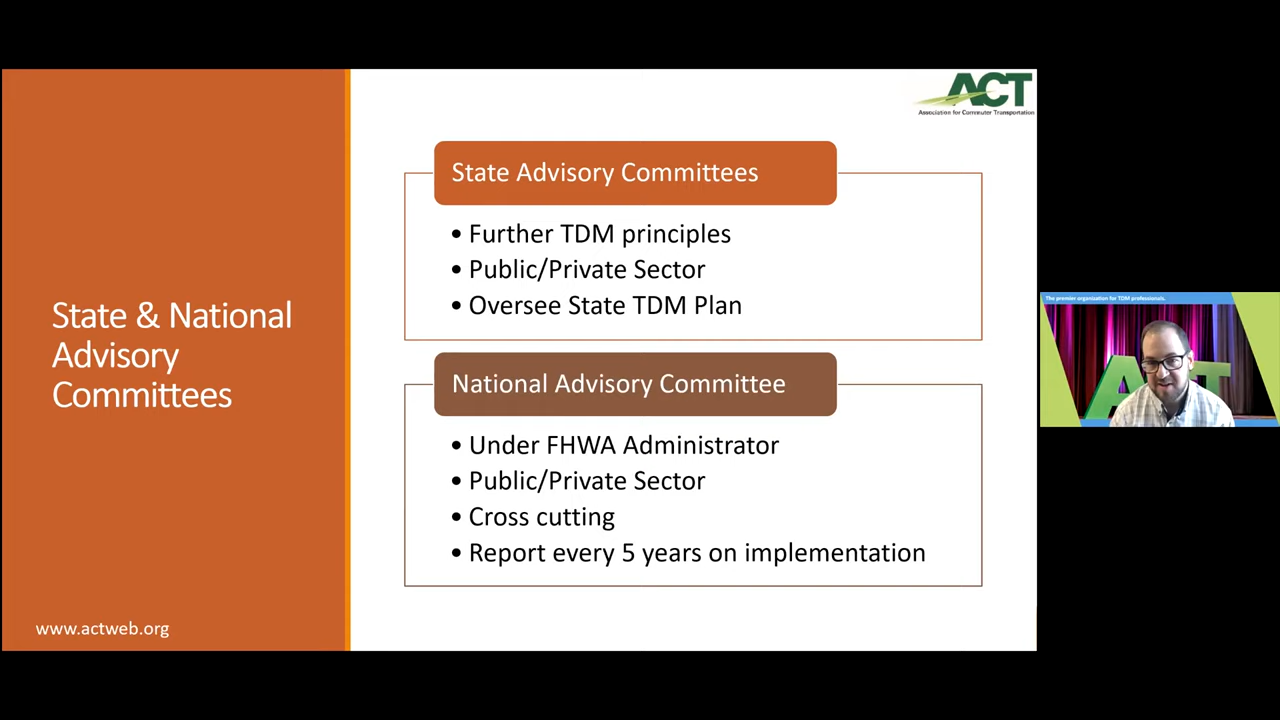 ACT
Association for Commuter Transportation
State & National
Advisory
Committees
www.actweb.org
State Advisory Committees
• Further TDM principles
• Public/Private Sector
• Oversee State TDM Plan
National Advisory Committee
• Under FHWA Administrator
• Public/Private Sector
• Cross cutting
• Report every 5 years on implementation
The premier organisation for TDM professionals.
A T